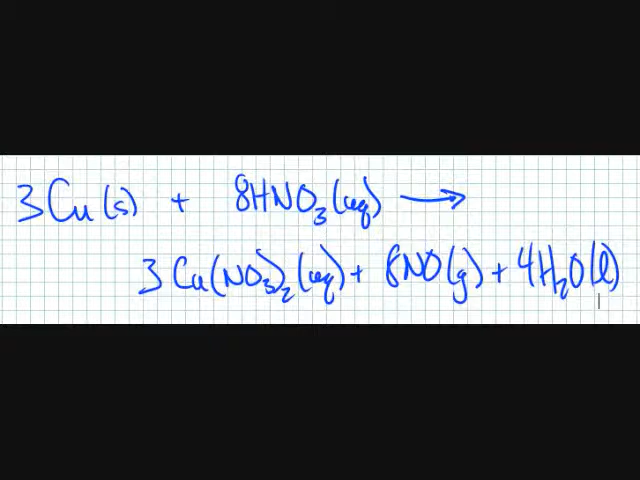 3Cu(s) + 8HNO₃(aq) ⟶
3Cu(NO₃)₂(aq) + 8NO(g) + 4H₂O(l)